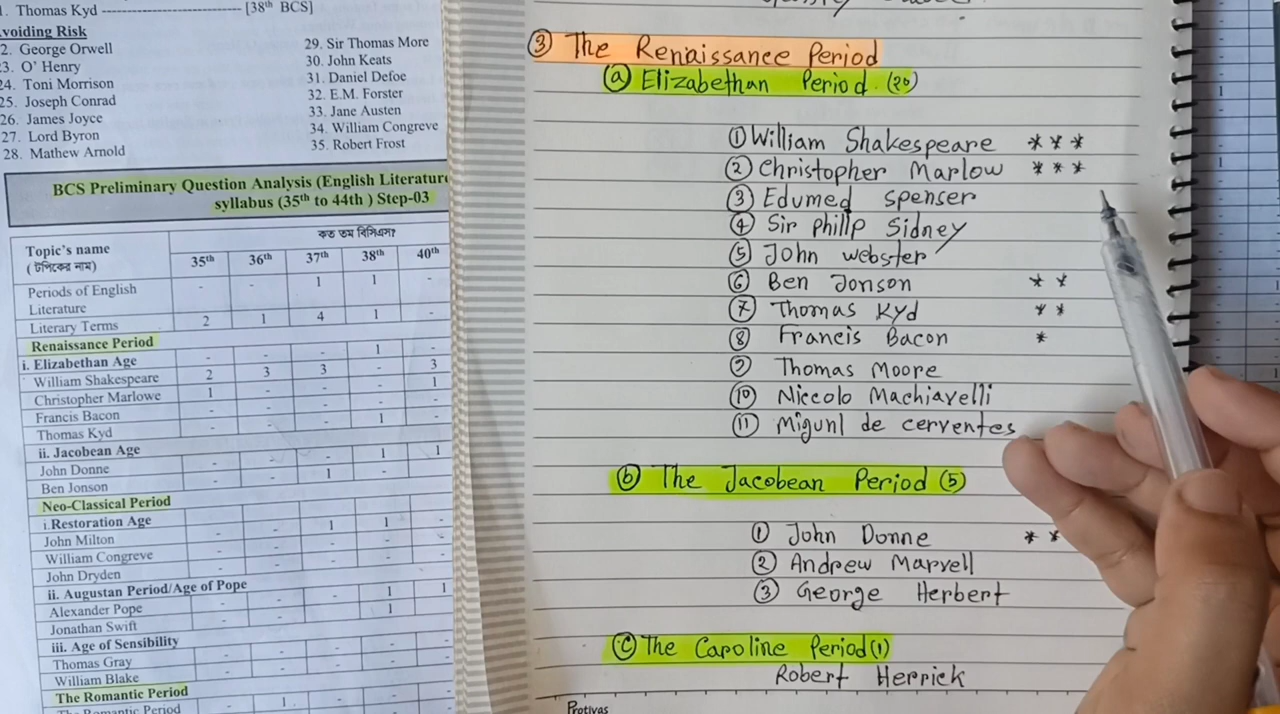 1. Thomas Kyd ---------------------------- [38th BCS]
voiding Risk
2. George Orwell
3. O' Henry
24. Toni Morrison
25. Joseph Conrad
26. James Joyce
27. Lord Byron
28. Mathew Arnold
29. Sir Thomas More
30. John Keats
31. Daniel Defoe
32. E.M. Forster
33. Jane Austen
34. William Congreve
35. Robert Frost
BCS Preliminary Question Analysis (English Literature
syllabus (35th to 44th ) Step-03
Topic's name
( টপিকের নাম)
কত তম বিসিএস?
35th 36th 37th 38th 40th
Periods of English
Literature - - 1 1 -
Literary Terms 2 1 4 1 -
Renaissance Period
i. Elizabethan Age - - - 1 -
William Shakespeare 2 3 3 - 3
Christopher Marlowe 1 - - - 1
Francis Bacon - - - - -
Thomas Kyd - - - 1 -
ii. Jacobean Age
John Donne - - - 1 1
Ben Jonson - - 1 - -
Neo-Classical Period
i.Restoration Age
John Milton - - 1 1 -
William Congreve - - - - -
John Dryden - - - - -
ii. Augustan Period/Age of Pope
Alexander Pope - - - 1 1
Jonathan Swift - - - 1
iii. Age of Sensibility
Thomas Gray - - - - -
William Blake - - - - -
The Romantic Period
The Romantic Period - 1 - - -
③ The Renaissance Period
ⓐ Elizabethan Period. (20)
① William Shakespeare ***
② Christopher Marlow ***
③ Edumed spenser
④ Sir Phillp Sidney
⑤ John webster
⑥ Ben Jonson **
⑦ Thomas Kyd **
⑧ Francis Bacon *
⑨ Thomas Moore
⑩ Niccolo Machiavelli
⑪ Migunl de cerventes
ⓑ The Jacobean Period (5)
① John Donne **
② Andrew Marvell
③ George Herbert
ⓒ The Caroline Period (1)
Robert Herrick
Protivas